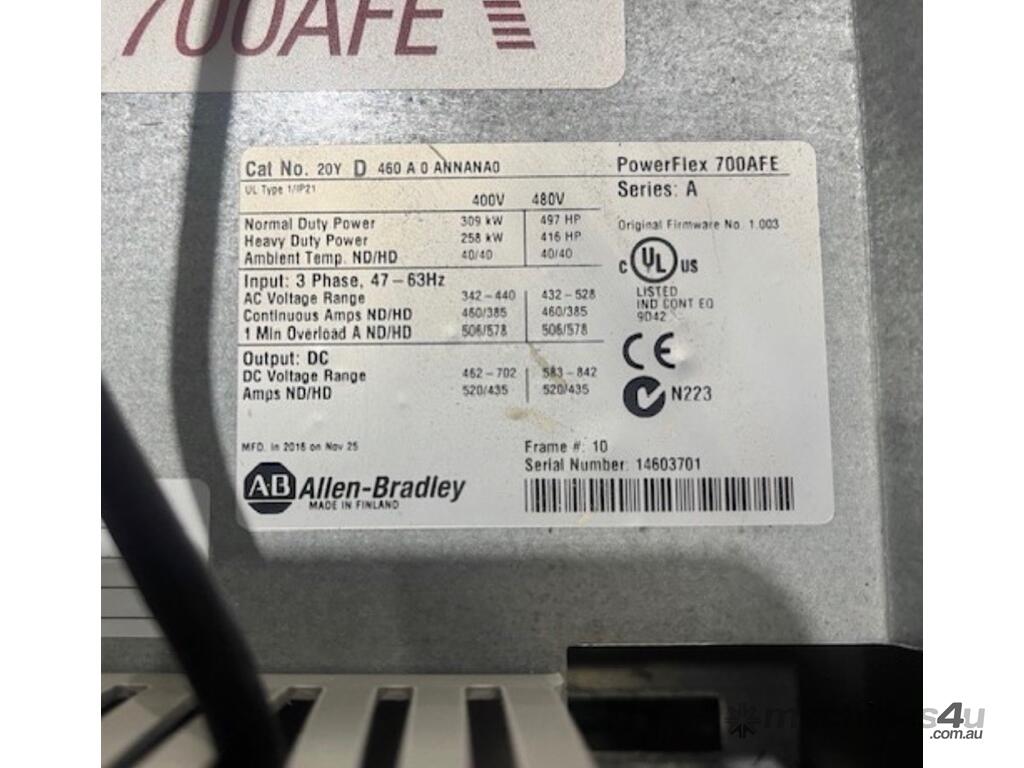 700AFE
Cat No. 20Y D 460 A 0 ANNANA0
PowerFlex 700AFE
UL Type 1/IP21
Series: A
400V 480V
Normal Duty Power 309 kW 497 HP
Original Firmware No. 1.003
Heavy Duty Power 258 kW 416 HP
Ambient Temp. ND/HD 40/40 40/40
C UL US
LISTED
IND CONT EQ
9D42
Input: 3 Phase, 47-63Hz
AC Voltage Range 342-440 432-528
Continuous Amps ND/HD 460/385 460/385
1 Min Overload A ND/HD 506/578 506/578
CE
Output: DC
DC Voltage Range 462-702 583-842
Amps ND/HD 520/435 520/435
N223
MFD. in 2016 on Nov 25
Frame #: 10
Serial Number: 14603701
A-B Allen-Bradley
MADE IN FINLAND
machines4u
.com.au